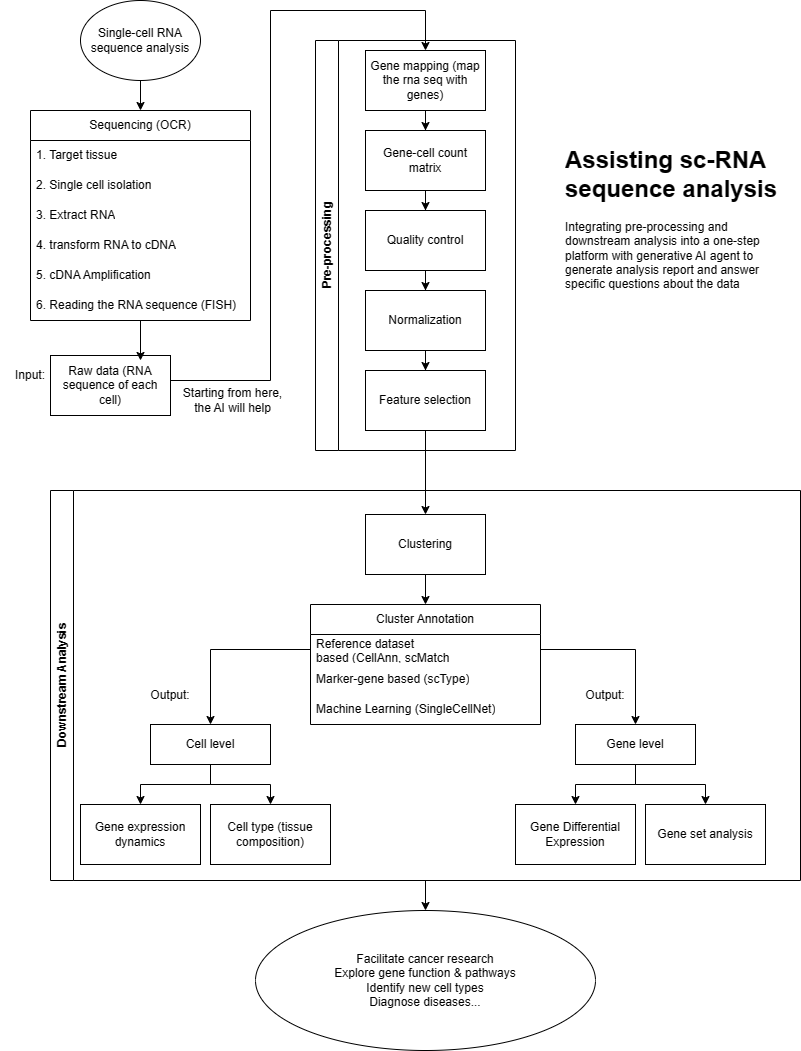 Single-cell RNA
sequence analysis
Sequencing (OCR)
1. Target tissue
2. Single cell isolation
3. Extract RNA
4. transform RNA to cDNA
5. cDNA Amplification
6. Reading the RNA sequence (FISH)
Input:
Raw data (RNA
sequence of each
cell)
Starting from here,
the AI will help
Pre-processing
Gene mapping (map
the rna seq with
genes)
Gene-cell count
matrix
Quality control
Normalization
Feature selection
Assisting sc-RNA
sequence analysis
Integrating pre-processing and
downstream analysis into a one-step
platform with generative AI agent to
generate analysis report and answer
specific questions about the data
Downstream Analysis
Clustering
Cluster Annotation
Reference dataset
based (CellAnn, scMatch
Marker-gene based (scType)
Machine Learning (SingleCellNet)
Output:
Cell level
Gene expression
dynamics
Cell type (tissue
composition)
Output:
Gene level
Gene Differential
Expression
Gene set analysis
Facilitate cancer research
Explore gene function & pathways
Identify new cell types
Diagnose diseases...